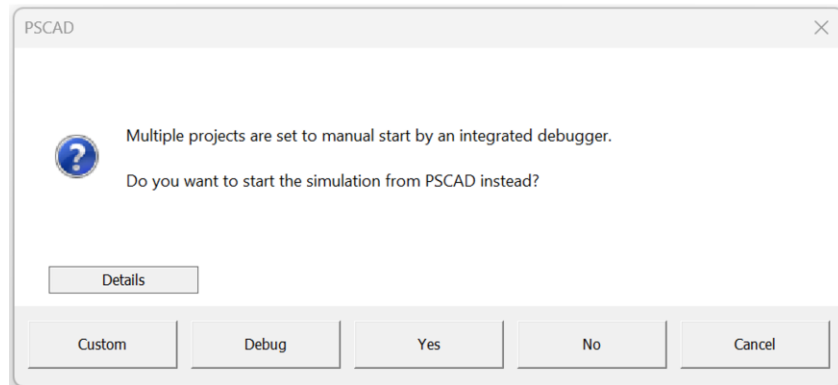 PSCAD
Multiple projects are set to manual start by an integrated debugger.
Do you want to start the simulation from PSCAD instead?
Details
Custom Debug Yes No Cancel